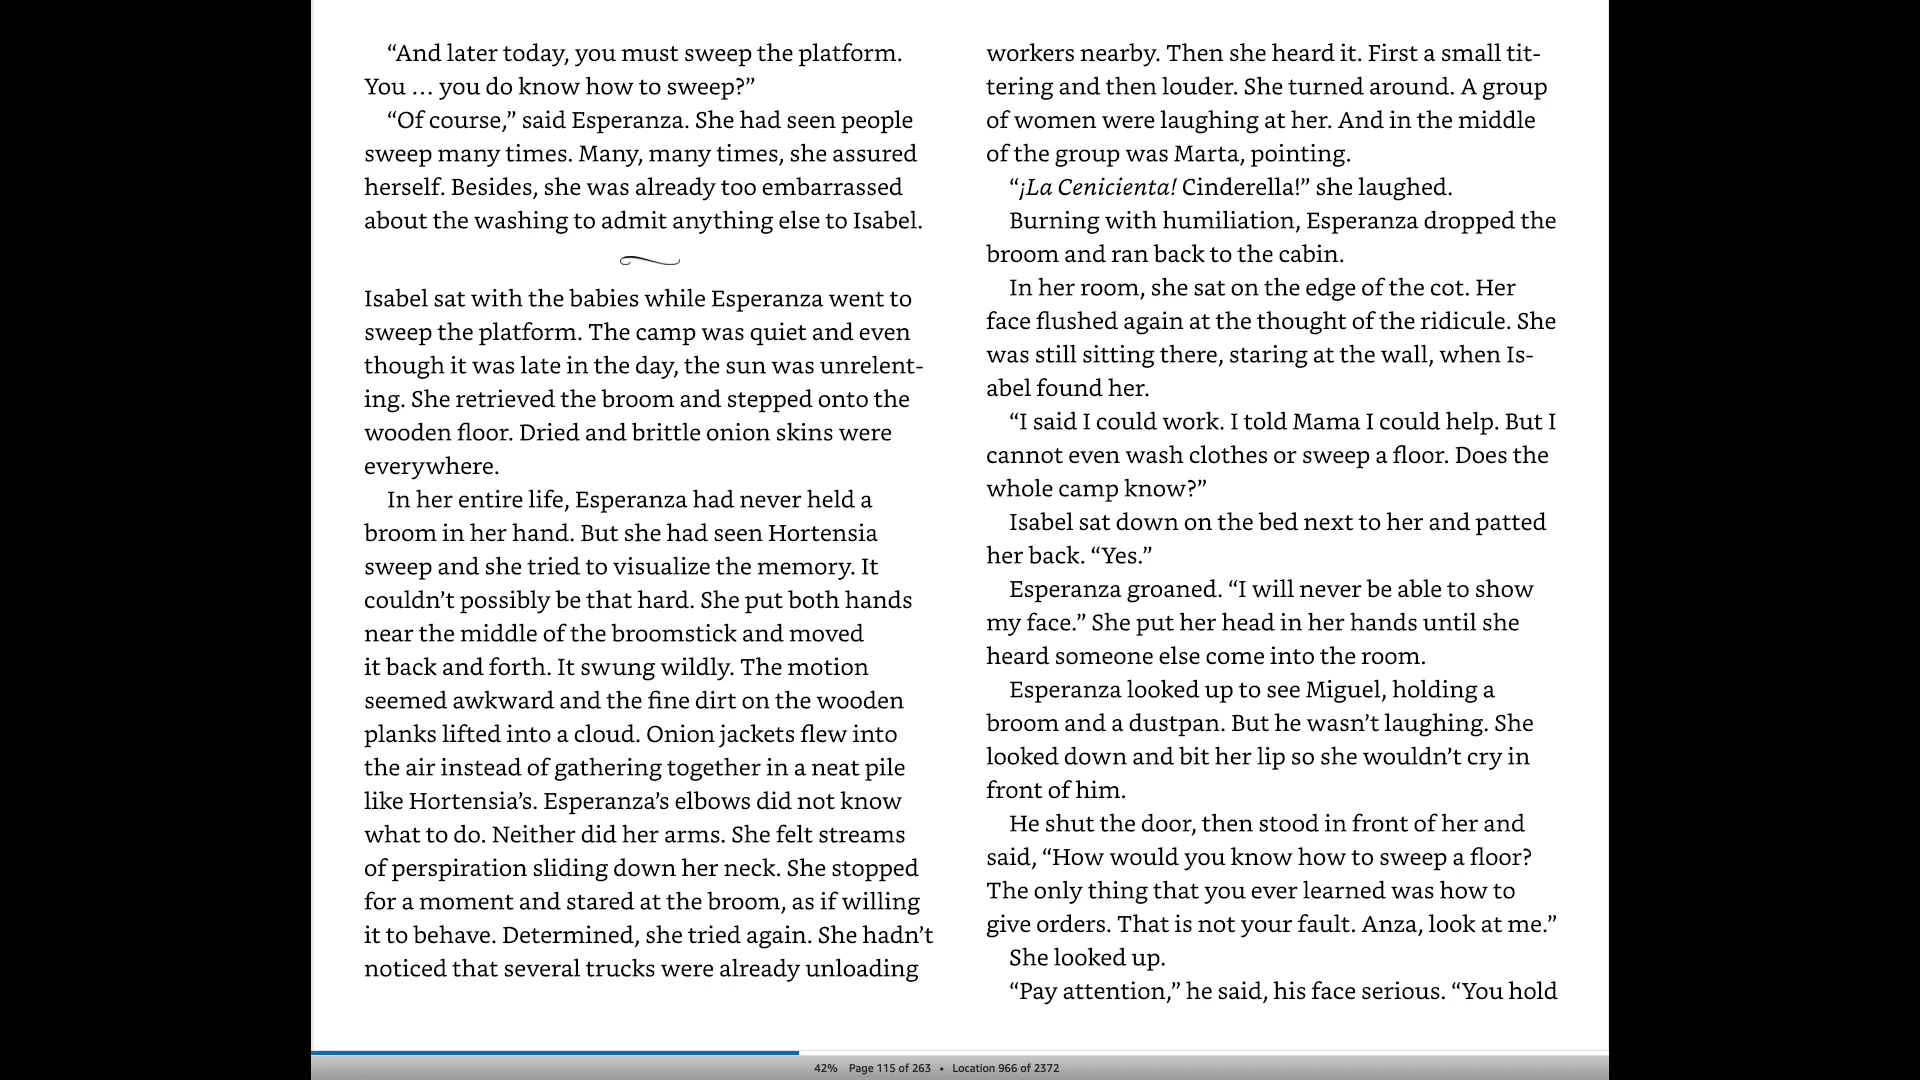 “And later today, you must sweep the platform.
You … you do know how to sweep?”
“Of course,” said Esperanza. She had seen people
sweep many times. Many, many times, she assured
herself. Besides, she was already too embarrassed
about the washing to admit anything else to Isabel.
Isabel sat with the babies while Esperanza went to
sweep the platform. The camp was quiet and even
though it was late in the day, the sun was unrelent-
ing. She retrieved the broom and stepped onto the
wooden floor. Dried and brittle onion skins were
everywhere.
In her entire life, Esperanza had never held a
broom in her hand. But she had seen Hortensia
sweep and she tried to visualize the memory. It
couldn’t possibly be that hard. She put both hands
near the middle of the broomstick and moved
it back and forth. It swung wildly. The motion
seemed awkward and the fine dirt on the wooden
planks lifted into a cloud. Onion jackets flew into
the air instead of gathering together in a neat pile
like Hortensia’s. Esperanza’s elbows did not know
what to do. Neither did her arms. She felt streams
of perspiration sliding down her neck. She stopped
for a moment and stared at the broom, as if willing
it to behave. Determined, she tried again. She hadn’t
noticed that several trucks were already unloading
workers nearby. Then she heard it. First a small tit-
tering and then louder. She turned around. A group
of women were laughing at her. And in the middle
of the group was Marta, pointing.
“¡La Cenicienta! Cinderella!” she laughed.
Burning with humiliation, Esperanza dropped the
broom and ran back to the cabin.
In her room, she sat on the edge of the cot. Her
face flushed again at the thought of the ridicule. She
was still sitting there, staring at the wall, when Is-
abel found her.
“I said I could work. I told Mama I could help. But I
cannot even wash clothes or sweep a floor. Does the
whole camp know?”
Isabel sat down on the bed next to her and patted
her back. “Yes.”
Esperanza groaned. “I will never be able to show
my face.” She put her head in her hands until she
heard someone else come into the room.
Esperanza looked up to see Miguel, holding a
broom and a dustpan. But he wasn’t laughing. She
looked down and bit her lip so she wouldn’t cry in
front of him.
He shut the door, then stood in front of her and
said, “How would you know how to sweep a floor?
The only thing that you ever learned was how to
give orders. That is not your fault. Anza, look at me.”
She looked up.
“Pay attention,” he said, his face serious. “You hold
42% Page 115 of 263 • Location 966 of 2372